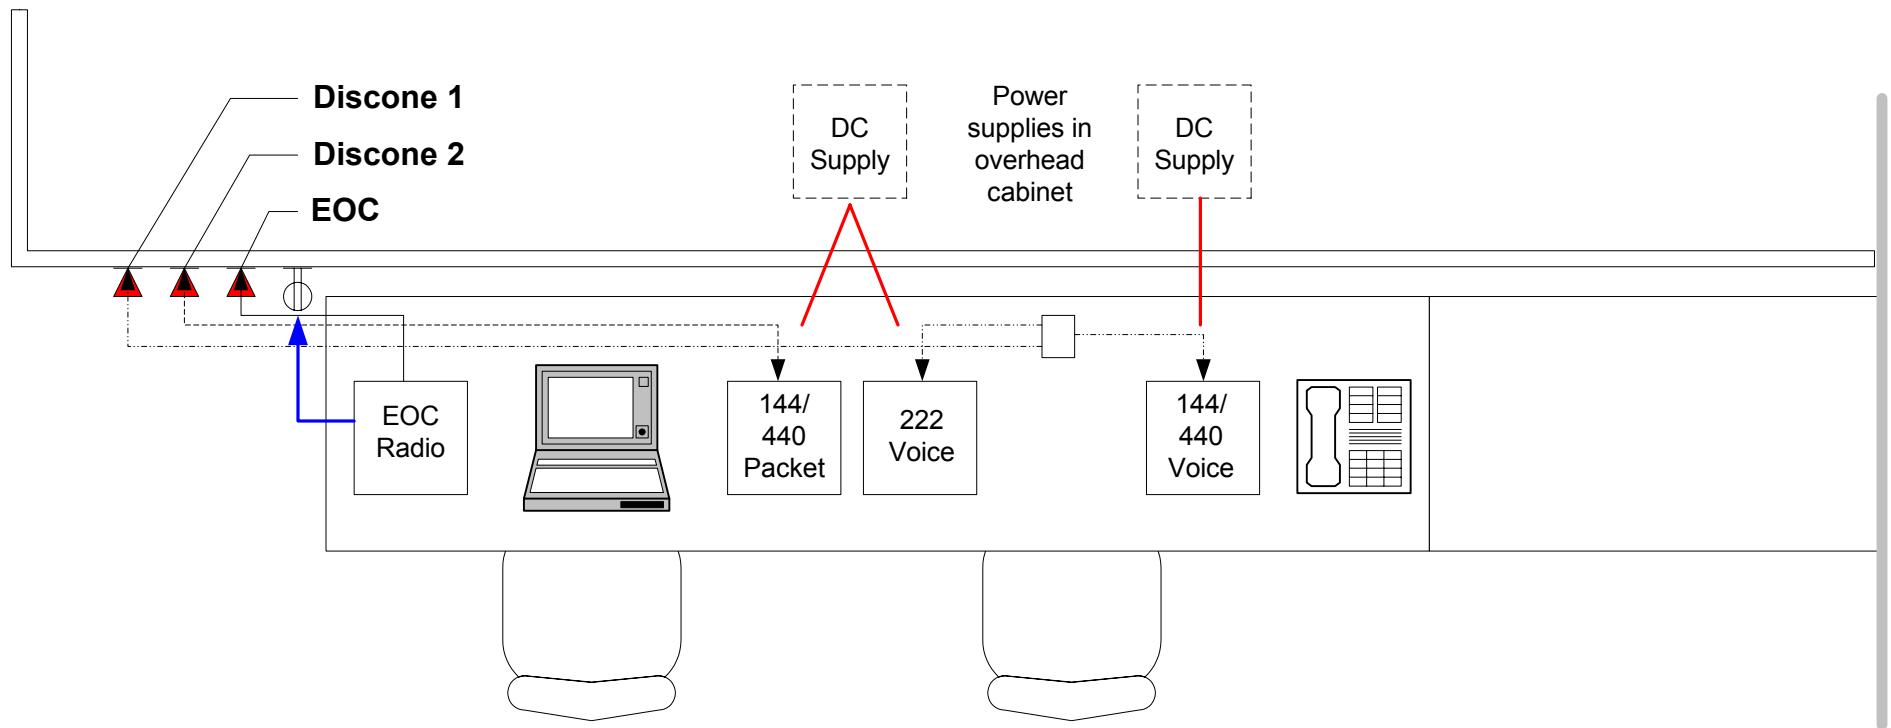 Discone 1
Discone 2
EOC
DC
Supply
Power
supplies in
overhead
cabinet
DC
Supply
EOC
Radio
144/
440
Packet
222
Voice
144/
440
Voice